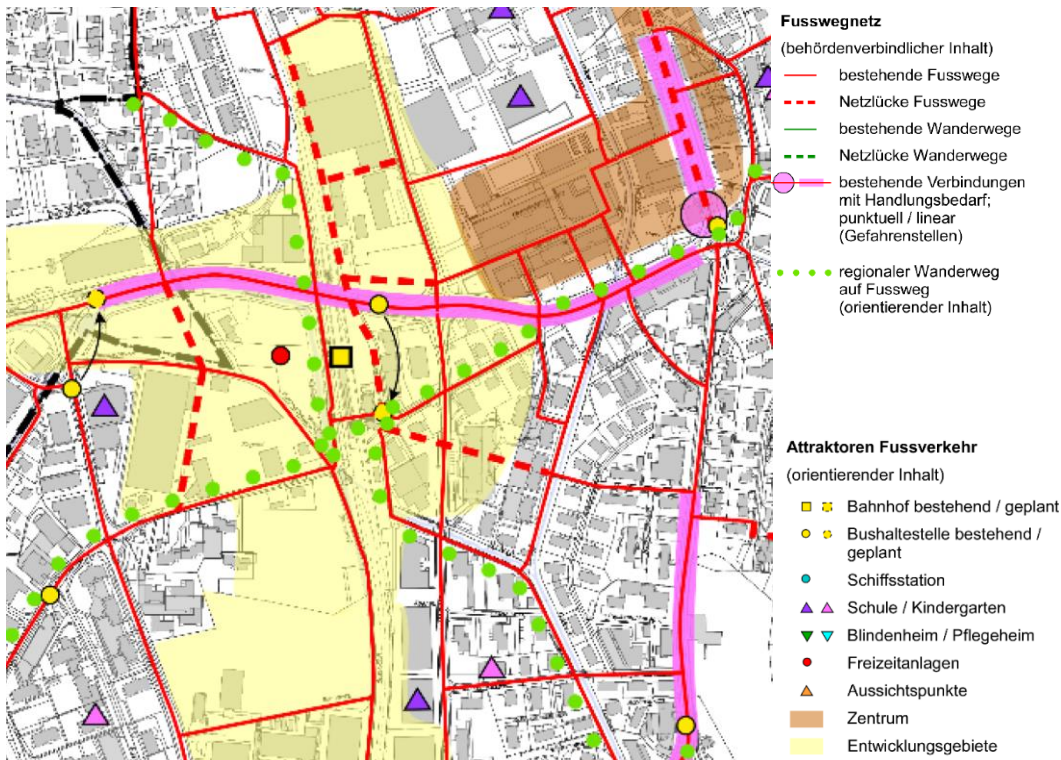 Fusswegnetz
(behördenverbindlicher Inhalt)
bestehende Fusswege
Netzlücke Fusswege
bestehende Wanderwege
Netzlücke Wanderwege
bestehende Verbindungen
mit Handlungsbedarf;
punktuell / linear
(Gefahrenstellen)
regionaler Wanderweg
auf Fussweg
(orientierender Inhalt)
Attraktoren Fussverkehr
(orientierender Inhalt)
Bahnhof bestehend / geplant
Bushaltestelle bestehend /
geplant
Schiffsstation
Schule / Kindergarten
Blindenheim / Pflegeheim
Freizeitanlagen
Aussichtspunkte
Zentrum
Entwicklungsgebiete